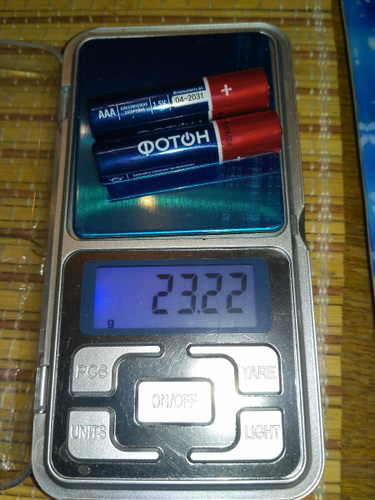 AAA
1,5V
04-2031
ФОТОН
23.22
g
PCS
TARE
ON/OFF
UNITS
LIGHT